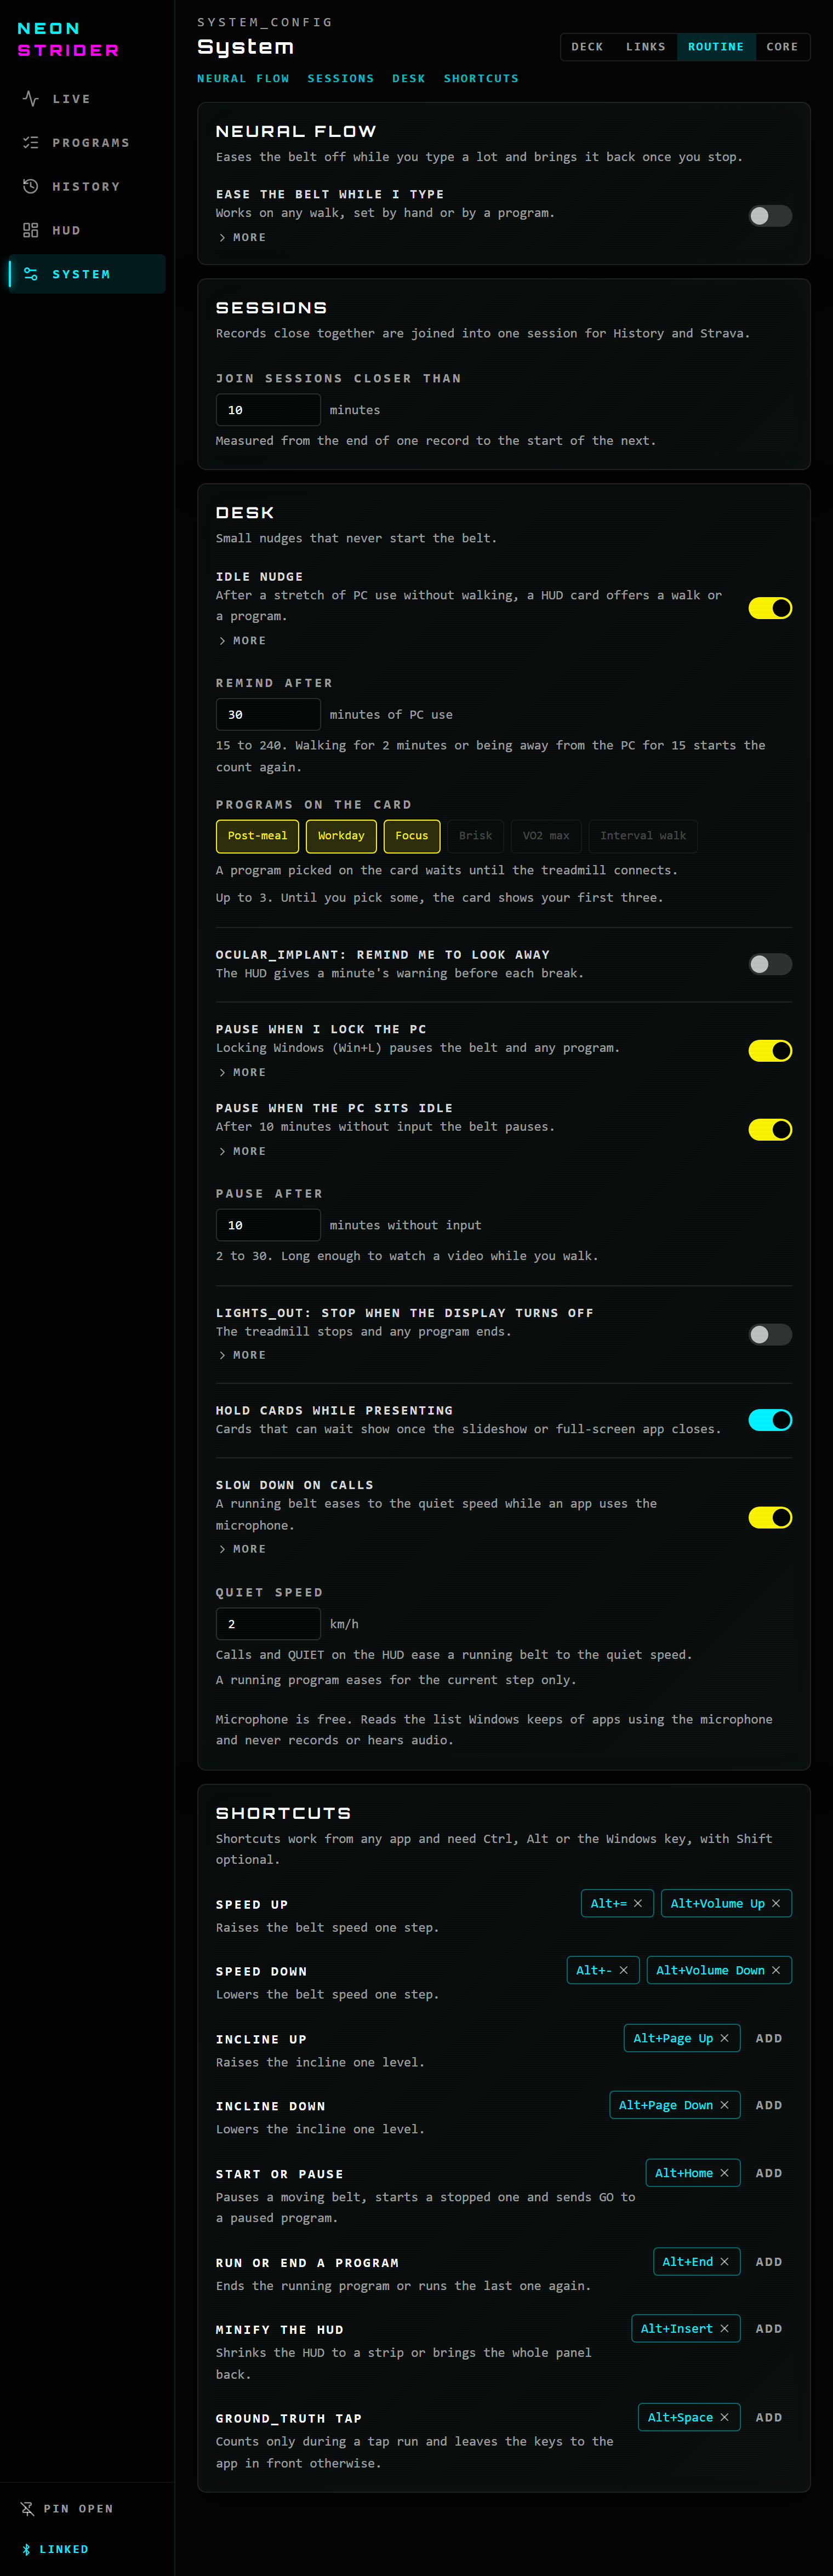 NEON
STRIDER
LIVE
PROGRAMS
HISTORY
HUD
SYSTEM
PIN OPEN
LINKED
SYSTEM_CONFIG
System
DECK LINKS ROUTINE CORE
NEURAL FLOW SESSIONS DESK SHORTCUTS
NEURAL FLOW
Eases the belt off while you type a lot and brings it back once you stop.
EASE THE BELT WHILE I TYPE
Works on any walk, set by hand or by a program.
MORE
SESSIONS
Records close together are joined into one session for History and Strava.
JOIN SESSIONS CLOSER THAN
10 minutes
Measured from the end of one record to the start of the next.
DESK
Small nudges that never start the belt.
IDLE NUDGE
After a stretch of PC use without walking, a HUD card offers a walk or
a program.
MORE
REMIND AFTER
30 minutes of PC use
15 to 240. Walking for 2 minutes or being away from the PC for 15 starts the
count again.
PROGRAMS ON THE CARD
Post-meal Workday Focus Brisk VO2 max Interval walk
A program picked on the card waits until the treadmill connects.
Up to 3. Until you pick some, the card shows your first three.
OCULAR_IMPLANT: REMIND ME TO LOOK AWAY
The HUD gives a minute's warning before each break.
PAUSE WHEN I LOCK THE PC
Locking Windows (Win+L) pauses the belt and any program.
MORE
PAUSE WHEN THE PC SITS IDLE
After 10 minutes without input the belt pauses.
MORE
PAUSE AFTER
10 minutes without input
2 to 30. Long enough to watch a video while you walk.
LIGHTS_OUT: STOP WHEN THE DISPLAY TURNS OFF
The treadmill stops and any program ends.
MORE
HOLD CARDS WHILE PRESENTING
Cards that can wait show once the slideshow or full-screen app closes.
SLOW DOWN ON CALLS
A running belt eases to the quiet speed while an app uses the
microphone.
MORE
QUIET SPEED
2 km/h
Calls and QUIET on the HUD ease a running belt to the quiet speed.
A running program eases for the current step only.
Microphone is free. Reads the list Windows keeps of apps using the microphone
and never records or hears audio.
SHORTCUTS
Shortcuts work from any app and need Ctrl, Alt or the Windows key, with Shift
optional.
SPEED UP Alt+= Alt+Volume Up
Raises the belt speed one step.
SPEED DOWN Alt+- Alt+Volume Down
Lowers the belt speed one step.
INCLINE UP Alt+Page Up ADD
Raises the incline one level.
INCLINE DOWN Alt+Page Down ADD
Lowers the incline one level.
START OR PAUSE Alt+Home ADD
Pauses a moving belt, starts a stopped one and sends GO to
a paused program.
RUN OR END A PROGRAM Alt+End ADD
Ends the running program or runs the last one again.
MINIFY THE HUD Alt+Insert ADD
Shrinks the HUD to a strip or brings the whole panel
back.
GROUND_TRUTH TAP Alt+Space ADD
Counts only during a tap run and leaves the keys to the
app in front otherwise.